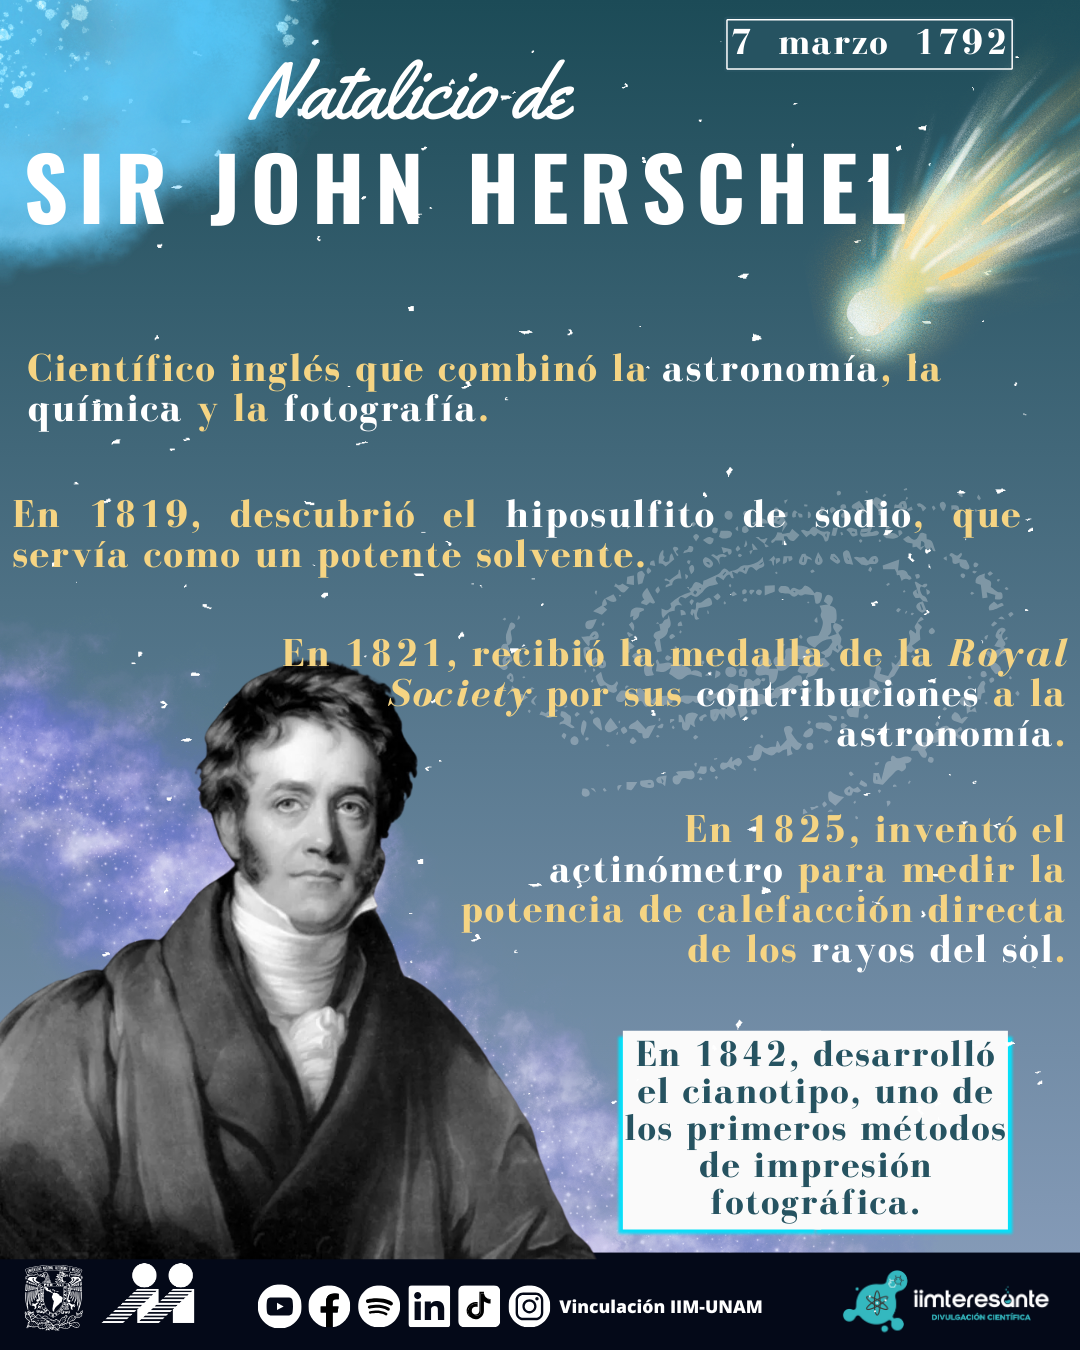 7 marzo 1792
Natalicio de
SIR JOHN HERSCHEL
Científico inglés que combinó la astronomía, la
química y la fotografía.
En 1819, descubrió el hiposulfito de sodio, que
servía como un potente solvente.
En 1821, recibió la medalla de la Royal
Society por sus contribuciones a la
astronomía.
En 1825, inventó el
actinómetro para medir la
potencia de calefacción directa
de los rayos del sol.
En 1842, desarrolló
el cianotipo, uno de
los primeros métodos
de impresión
fotográfica.
Vinculación IIM-UNAM
iimteresante
DIVULGACIÓN CIENTÍFICA